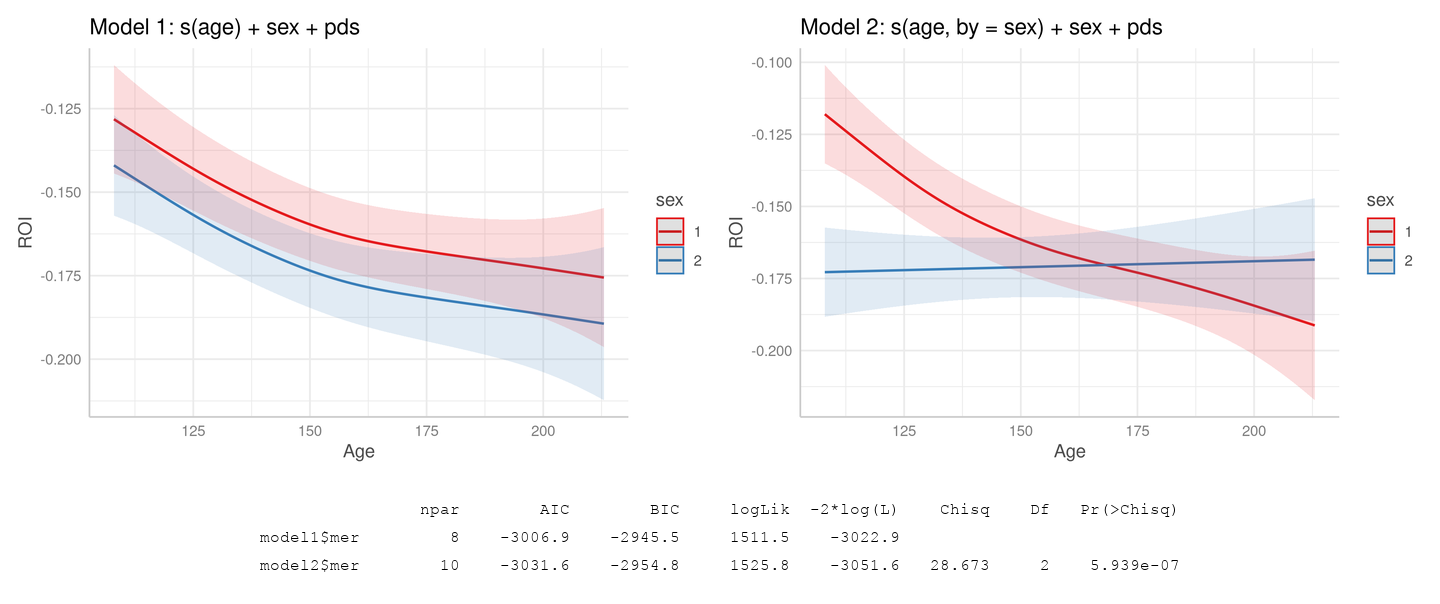 Model 1: s(age) + sex + pds
-0.125
-0.150
-0.175
-0.200
ROI
125 150 175 200
Age
sex
1
2
Model 2: s(age, by = sex) + sex + pds
-0.100
-0.125
-0.150
-0.175
-0.200
ROI
125 150 175 200
Age
sex
1
2
npar AIC BIC logLik -2*log(L) Chisq Df Pr(>Chisq)
model1$mer 8 -3006.9 -2945.5 1511.5 -3022.9
model2$mer 10 -3031.6 -2954.8 1525.8 -3051.6 28.673 2 5.939e-07